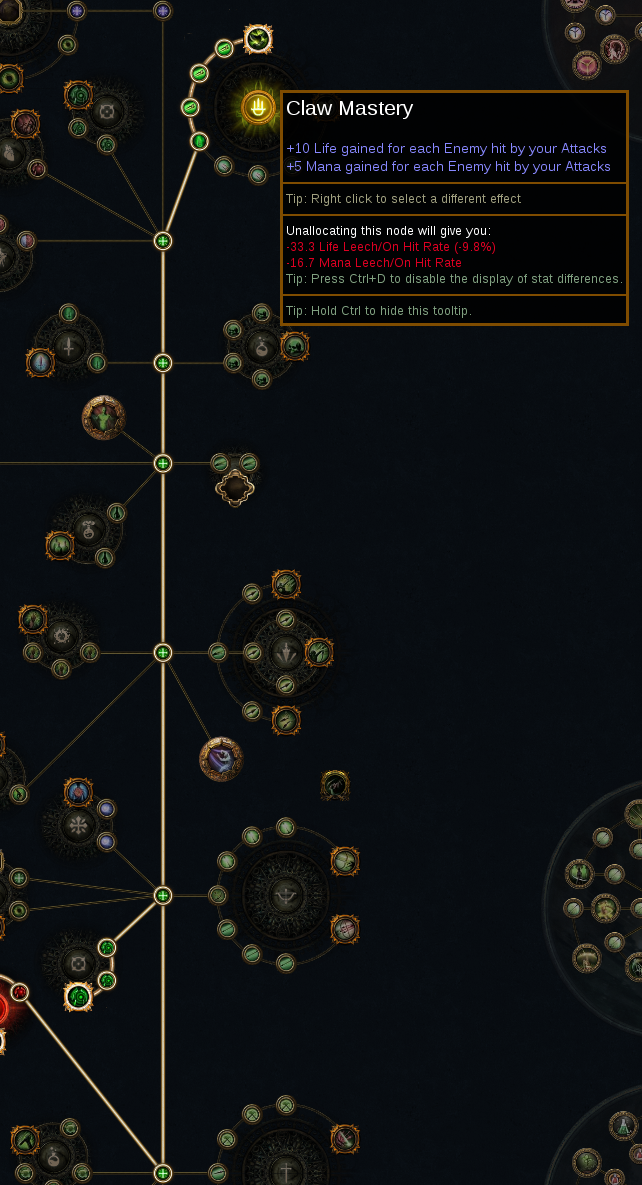 Claw Mastery
+10 Life gained for each Enemy hit by your Attacks
+5 Mana gained for each Enemy hit by your Attacks
Tip: Right click to select a different effect
Unallocating this node will give you:
-33.3 Life Leech/On Hit Rate (-9.8%)
-16.7 Mana Leech/On Hit Rate
Tip: Press Ctrl+D to disable the display of stat differences.
Tip: Hold Ctrl to hide this tooltip.